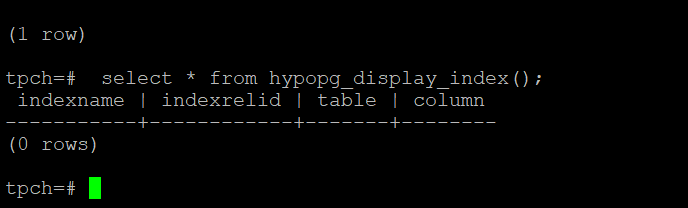 (1 row)
tpch=#  select * from hypopg_display_index();
 indexname | indexrelid | table | column
-----------+------------+-------+--------
(0 rows)
tpch=#